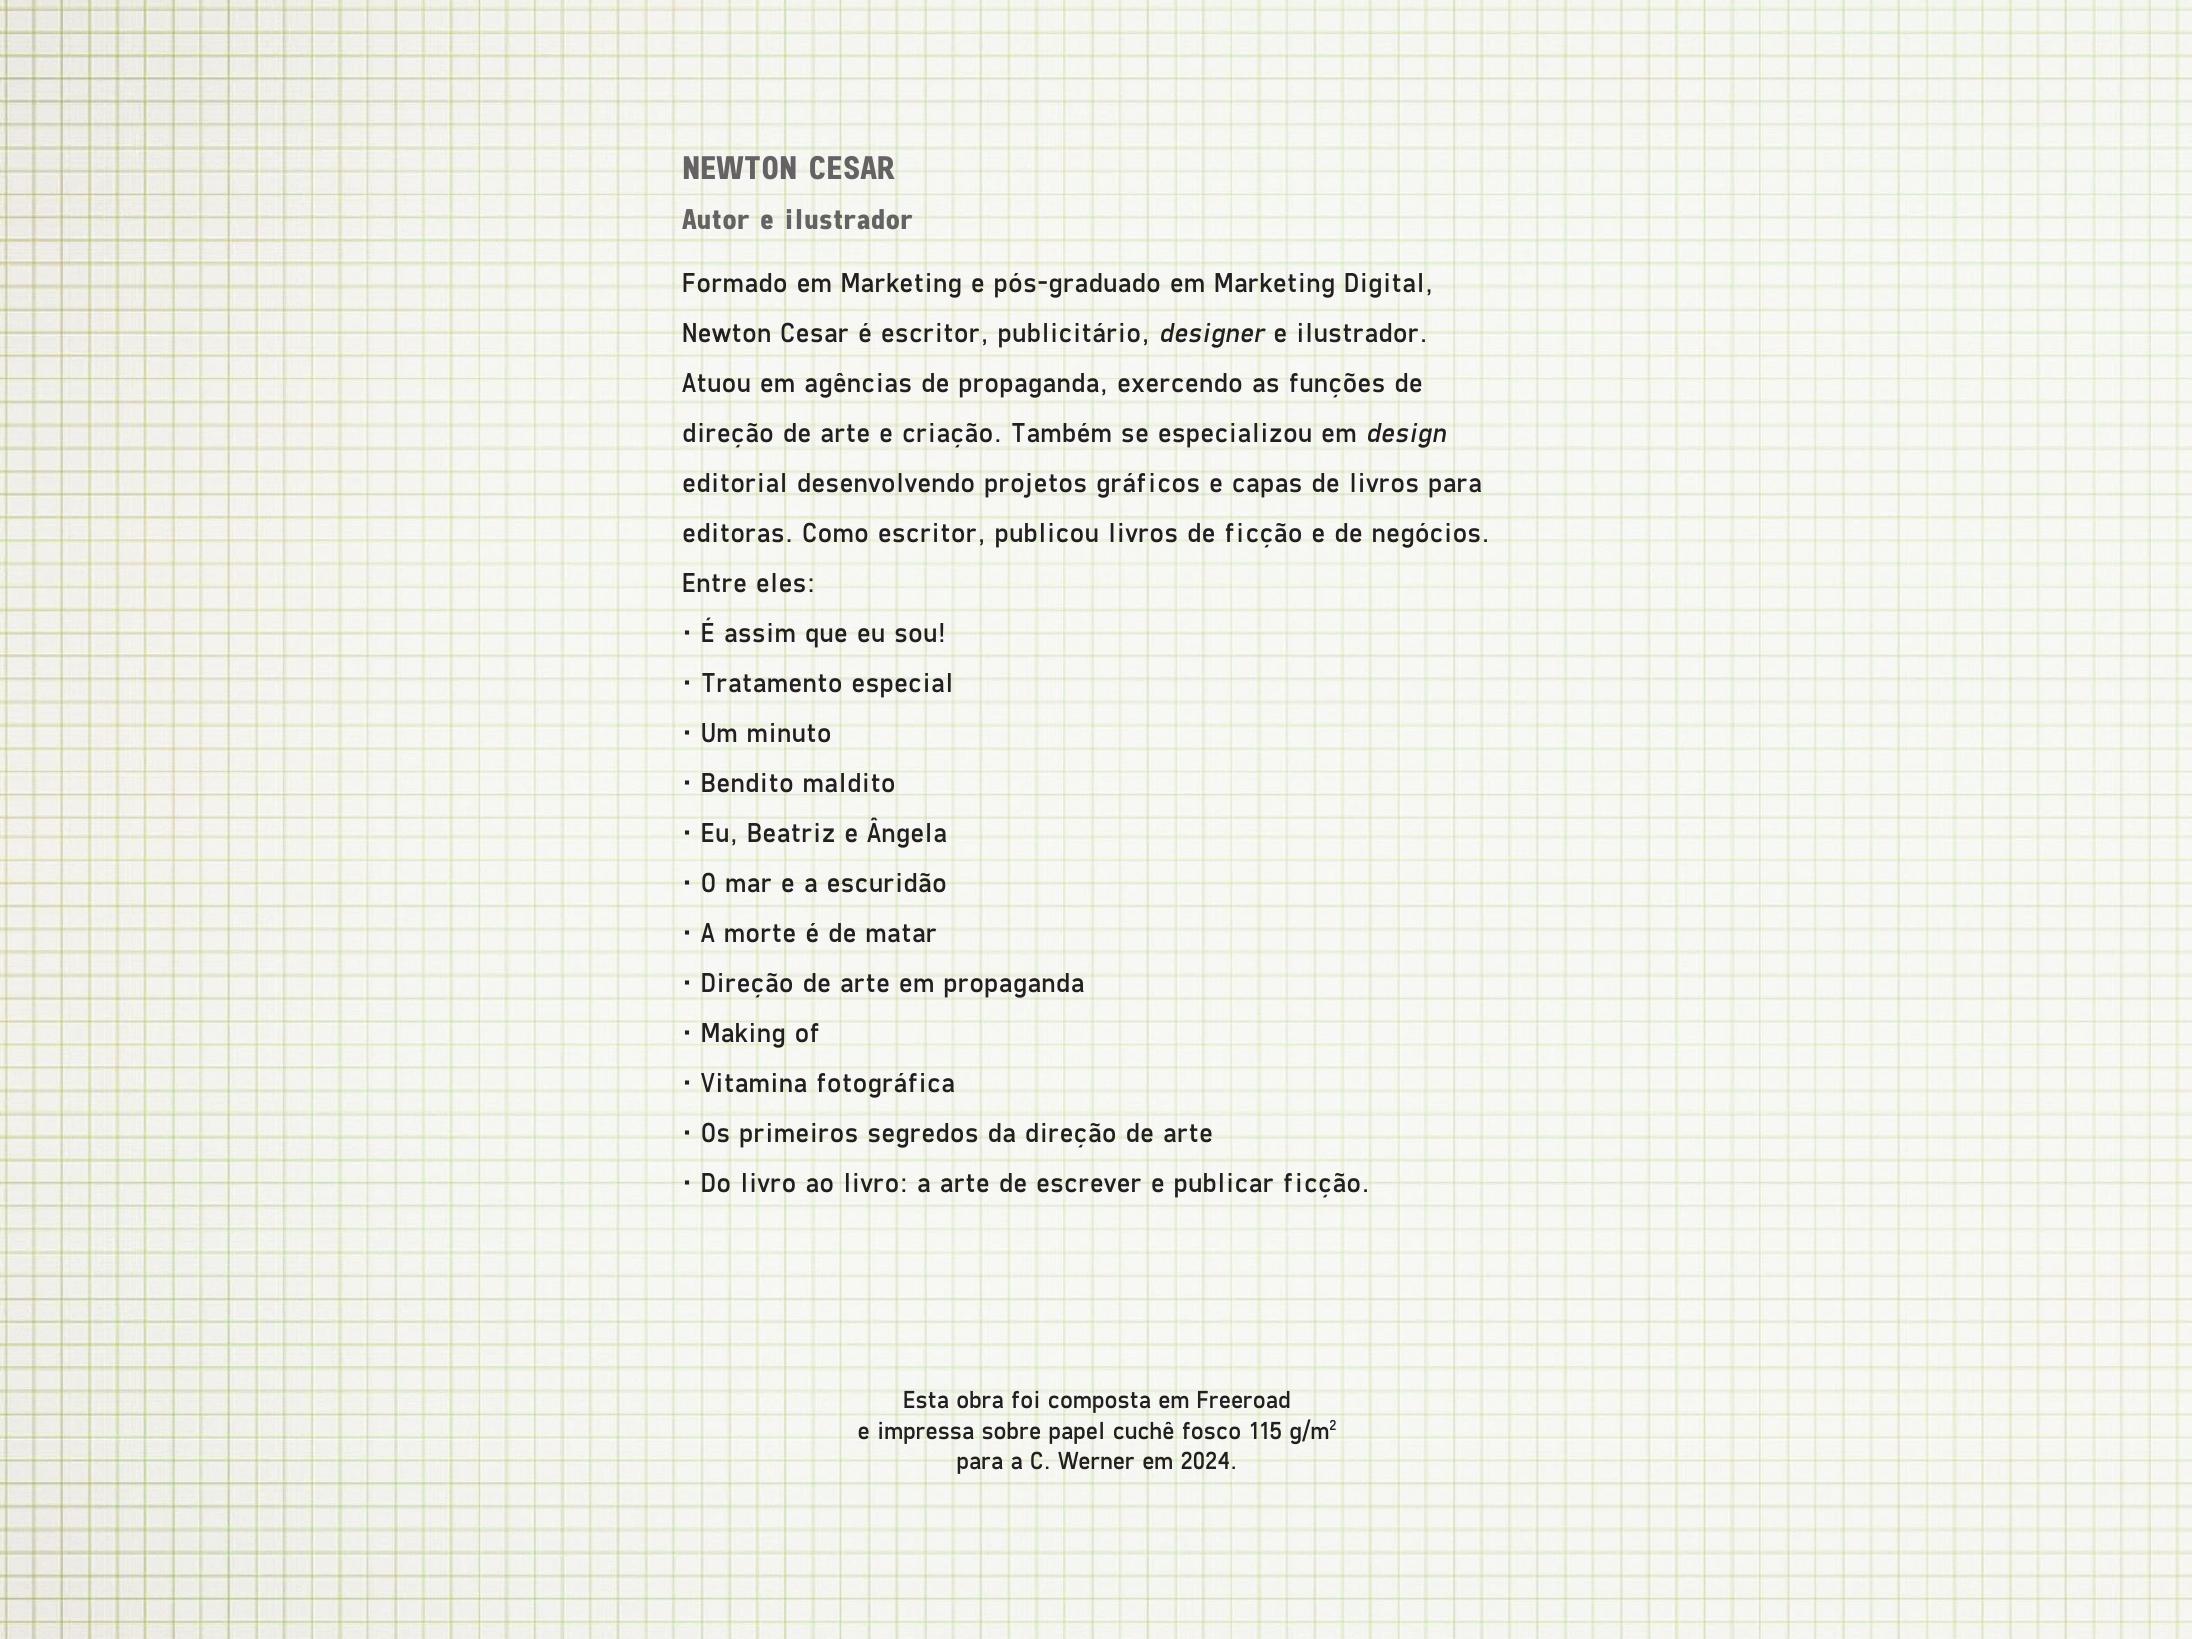 NEWTON CESAR
Autor e ilustrador
Formado em Marketing e pós-graduado em Marketing Digital,
Newton Cesar é escritor, publicitário, designer e ilustrador.
Atuou em agências de propaganda, exercendo as funções de
direção de arte e criação. Também se especializou em design
editorial desenvolvendo projetos gráficos e capas de livros para
editoras. Como escritor, publicou livros de ficção e de negócios.
Entre eles:
· É assim que eu sou!
· Tratamento especial
· Um minuto
· Bendito maldito
· Eu, Beatriz e Ângela
· O mar e a escuridão
· A morte é de matar
· Direção de arte em propaganda
· Making of
· Vitamina fotográfica
· Os primeiros segredos da direção de arte
· Do livro ao livro: a arte de escrever e publicar ficção.
Esta obra foi composta em Freeroad
e impressa sobre papel cuchê fosco 115 g/m²
para a C. Werner em 2024.